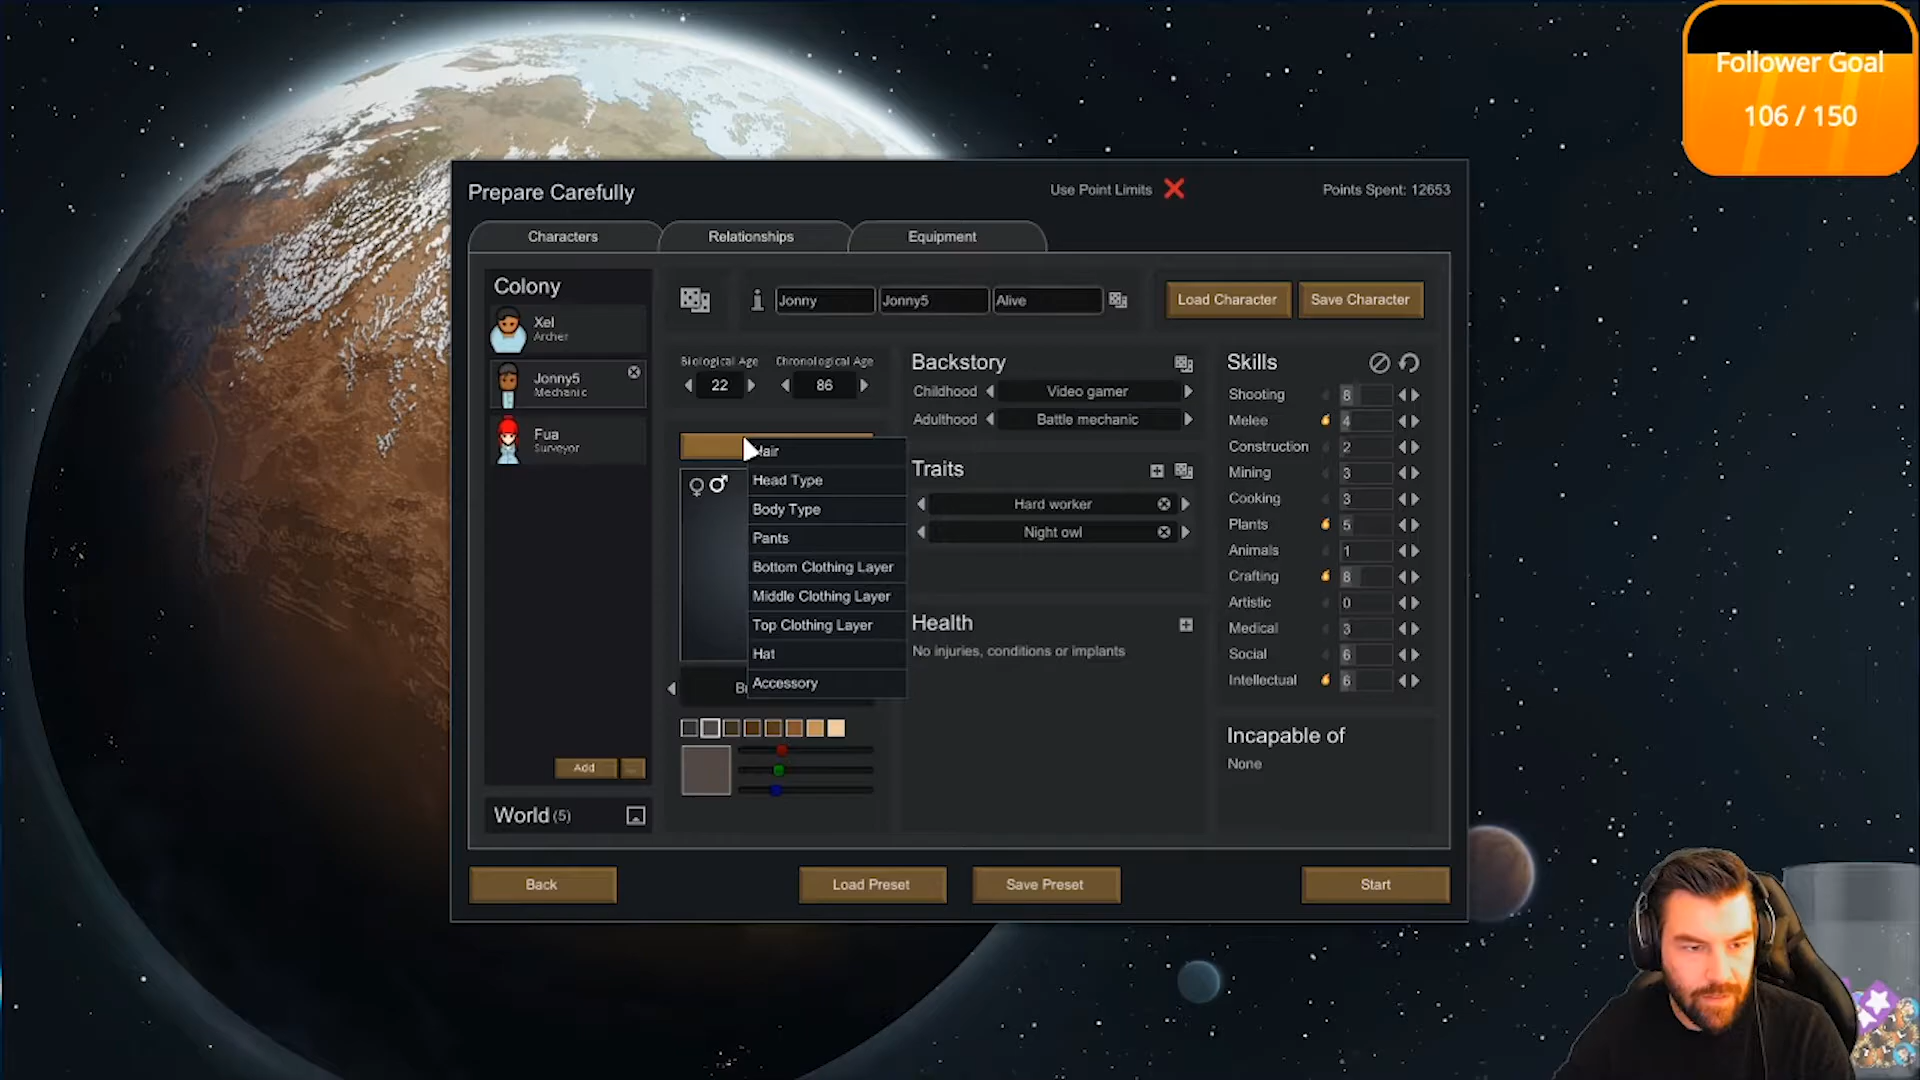 Follower Goal
106 / 150
Prepare Carefully
Use Point Limits
Points Spent: 12653
Characters
Relationships
Equipment
Colony
Xel
Archer
Jonny5
Mechanic
Fua
Surveyor
Add
World (5)
Jonny
Jonny5
Alive
Load Character
Save Character
Biological Age
Chronological Age
22
86
Hair
Head Type
Body Type
Pants
Bottom Clothing Layer
Middle Clothing Layer
Top Clothing Layer
Hat
Accessory
Backstory
Childhood
Video gamer
Adulthood
Battle mechanic
Traits
Hard worker
Night owl
Health
No injuries, conditions or implants
Skills
Shooting 8
Melee 4
Construction 2
Mining 3
Cooking 3
Plants 5
Animals 1
Crafting 8
Artistic 0
Medical 3
Social 6
Intellectual 6
Incapable of
None
Back
Load Preset
Save Preset
Start